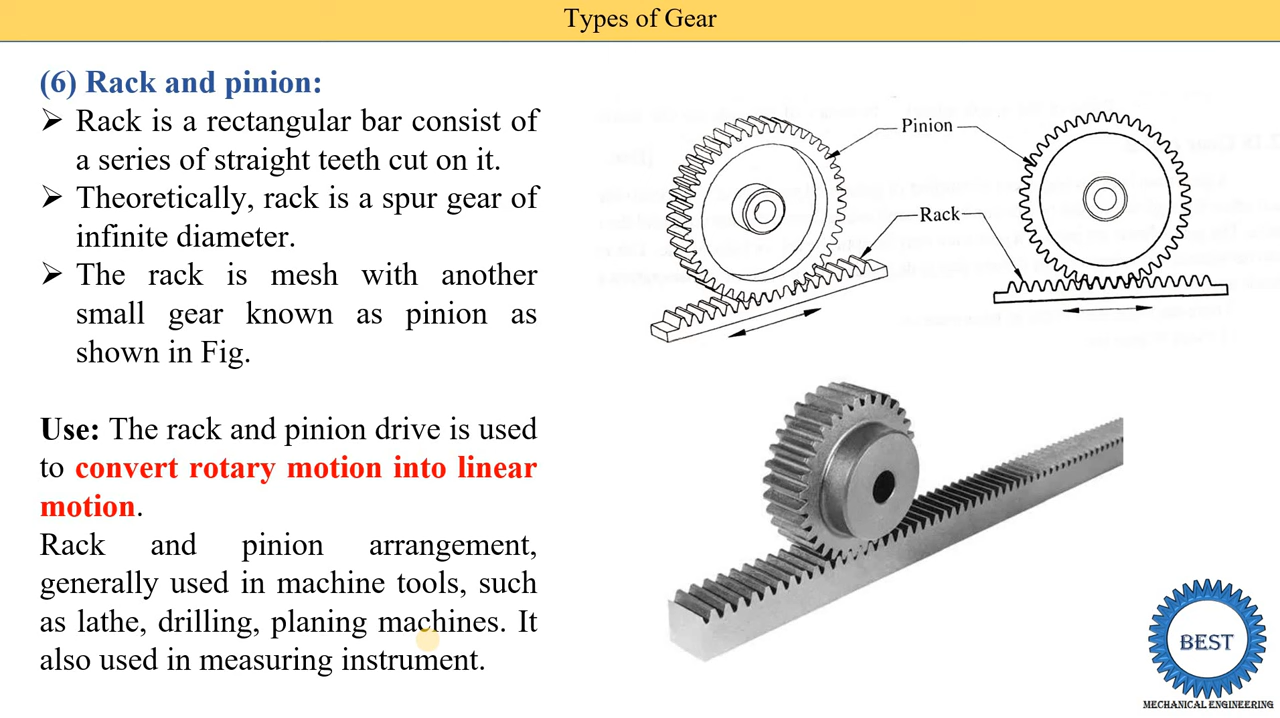 Types of Gear
(6) Rack and pinion:
➢ Rack is a rectangular bar consist of
a series of straight teeth cut on it.
➢ Theoretically, rack is a spur gear of
infinite diameter.
➢ The rack is mesh with another
small gear known as pinion as
shown in Fig.
Use: The rack and pinion drive is used
to convert rotary motion into linear
motion.
Rack and pinion arrangement,
generally used in machine tools, such
as lathe, drilling, planing machines. It
also used in measuring instrument.
Pinion
Rack
BEST
MECHANICAL ENGINEERING